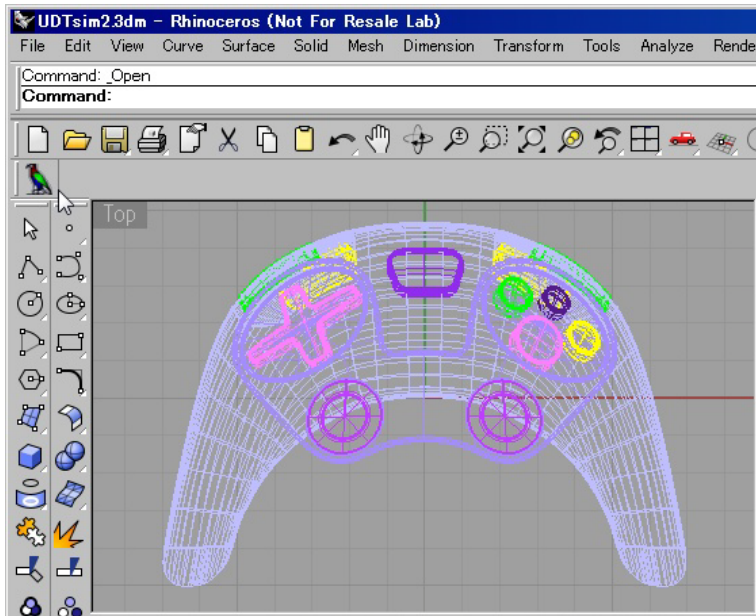 UDTsim2.3dm - Rhinoceros (Not For Resale Lab)
File Edit View Curve Surface Solid Mesh Dimension Transform Tools Analyze Rende
Command: _Open
Command:
Top